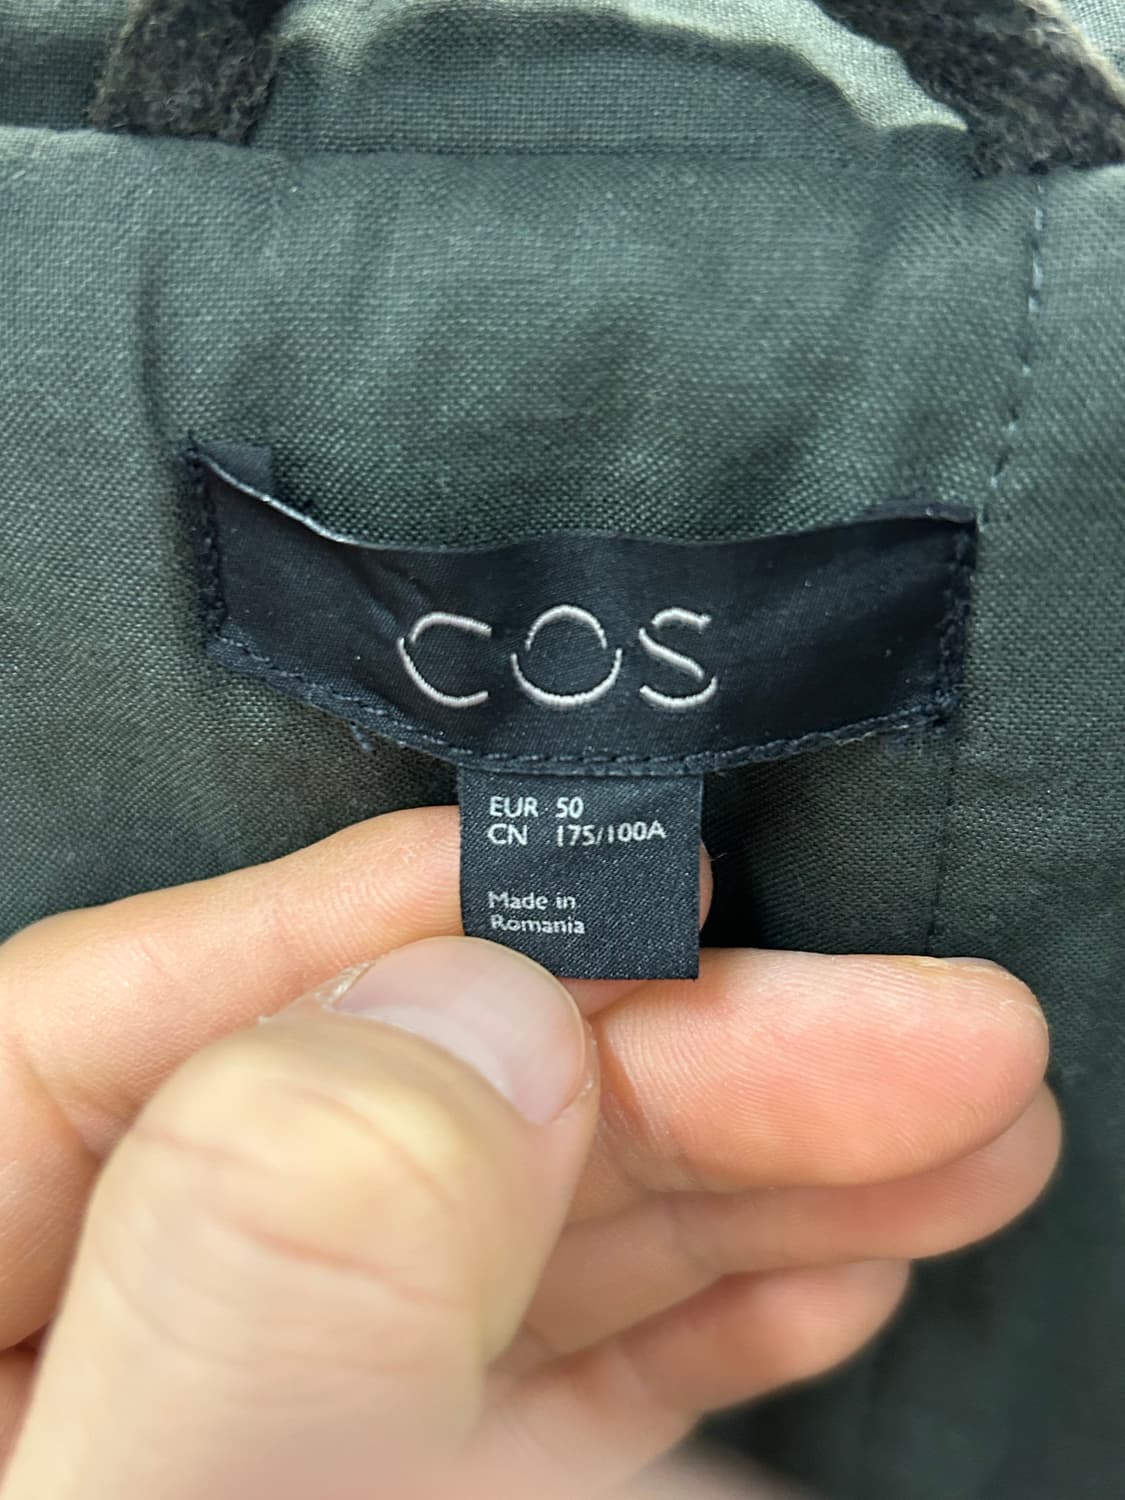 COS
EUR 50
CN 175/100A
Made in
Romania